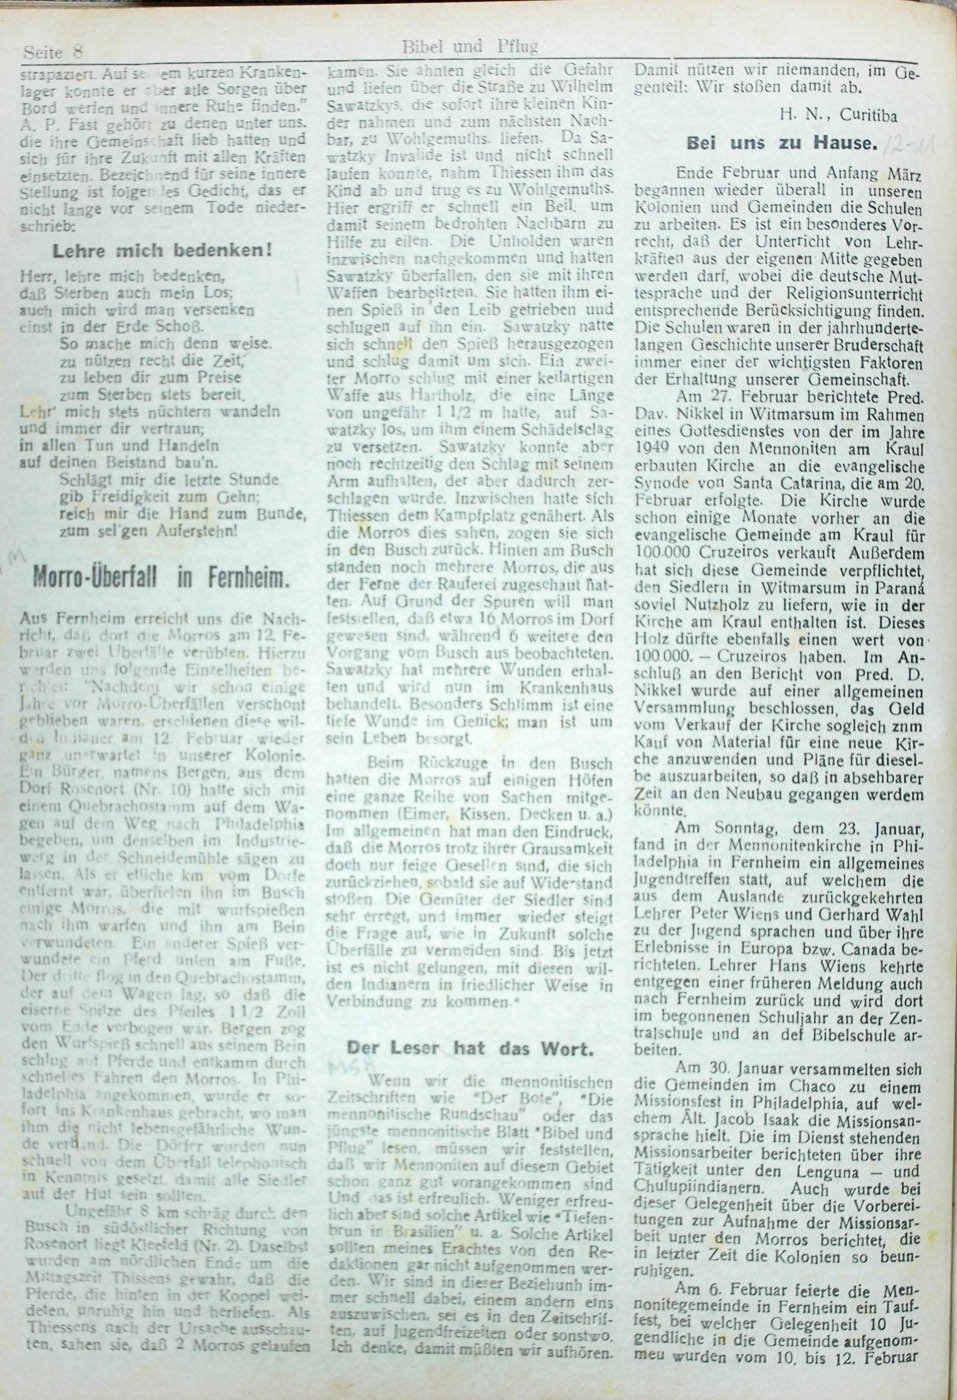 Seite 8
Bibel und Pflug
strapaziert. Auf se em kurzen Kranken-
lager konnte er ber alle Sorgen über
Bord werfen und innere Ruhe finden."
A. P. Fast gehört zu denen unter uns,
die ihre Gemeinschaft lieb hatten und
sich für ihre Zukunft mit allen Kräften
einsetzten. Bezeichnend für seine innere
Stellung ist folgendes Gedicht, das er
nicht lange vor seinem Tode nieder-
schrieb:
Lehre mich bedenken!
Herr, lehre mich bedenken,
daß Sterben auch mein Los;
auch mich wird man versenken
einst in der Erde Schoß.
So mache mich denn weise.
zu nützen recht die Zeit,
zu leben dir zum Preise
zum Sterben stets bereit.
Lehr' mich stets nüchtern wandeln
und immer dir vertraun;
in allen Tun und Handeln
auf deinen Beistand bau'n.
Schlägt mir die letzte Stunde
gib Freidigkeit zum Gehn;
reich mir die Hand zum Bunde,
zum sel'gen Auferstehn!
Morro-Überfall in Fernheim.
Aus Fernheim erreicht uns die Nach-
richt, daß dort die Morros am 12. Fe-
bruar zwei Überfälle verübten. Hierzu
werden uns folgende Einzelheiten be-
richtet: "Nachdem wir schon einige
Jahre vor Morro-Überfällen verschont
geblieben waren, erschienen diese wil-
den Indianer am 12. Februar wieder
ganz unerwartet in unserer Kolonie.
Ein Bürger, namens Bergen, aus dem
Dorf Rosenort (Nr. 10) hatte sich mit
einem Quebrachostamm auf dem Wa-
gen auf dem Weg nach Philadelphia
begeben, um denselben im Industrie-
werg in der Schneidemühle sägen zu
lassen. Als er etliche km vom Dorfe
entfernt war, überfielen ihn im Busch
einige Morros, die mit wurfspießen
nach ihm warfen und ihn am Bein
verwundeten. Ein anderer Spieß ver-
wundete ein Pferd unten am Fuße.
Der dritte flog in den Quebrachostamm,
der auf dem Wagen lag, so daß die
eiserne Spitze des Pfeiles 1 1/2 Zoll
vom Ende verbogen war. Bergen zog
den Wurfspieß schnell aus seinem Bein
schlug auf Pferde und entkamm durch
schnelles Fahren den Morros. In Phi-
ladelphia angekommen, wurde er so-
fort ins Krankenhaus gebracht, wo man
ihm die nicht lebensgefährliche Wun-
de verband. Die Dörfer wurden nun
schnell von dem Überfall telephonisch
in Kenntnis gesetzt, damit alle Siedler
auf der Hut sein sollten.
Ungefähr 8 km schräg durch den
Busch in südöstlicher Richtung von
Rosenort liegt Kleefeld (Nr. 2). Daselbst
wurden am nördlichen Ende um die
Mittagszeit Thissens gewahr, daß die
Pferde, die hinten in der Koppel wei-
deten, unruhig hin und herliefen. Als
Thiessens nach der Ursache ausschau-
ten, sahen sie, daß 2 Morros gelaufen
kamen. Sie ahnten gleich die Gefahr
und liefen über die Straße zu Wilhelm
Sawatzkys, die sofort ihre kleinen Kin-
der nahmen und zum nächsten Nach-
bar, zu Wohlgemuths, liefen. Da Sa-
watzky Invalide ist und nicht schnell
laufen konnte, nahm Thiessen ihm das
Kind ab und trug es zu Wohlgemuths.
Hier ergriff er schnell ein Beil, um
damit seinem bedrohten Nachbarn zu
Hilfe zu eilen. Die Unholden waren
inzwischen nachgekommen und hatten
Sawatzky überfallen, den sie mit ihren
Waffen bearbeiteten. Sie hatten ihm ei-
nen Spieß in den Leib getrieben und
schlugen auf ihn ein. Sawatzky hatte
sich schnell den Spieß herausgezogen
und schlug damit um sich. Ein zwei-
ter Morro schlug mit einer keilartigen
Waffe aus Hartholz, die eine Länge
von ungefähr 1 1/2 m hatte, auf Sa-
watzky los, um ihm einem Schädelschlag
zu versetzen. Sawatzky konnte aber
noch rechtzeitig den Schlag mit seinem
Arm aufhalten, der aber dadurch zer-
schlagen wurde. Inzwischen hatte sich
Thiessen dem Kampfplatz genähert. Als
die Morros dies sahen, zogen sie sich
in den Busch zurück. Hinten am Busch
standen noch mehrere Morros, die aus
der Ferne der Rauferei zugeschaut hat-
ten. Auf Grund der Spuren will man
feststellen, daß etwa 16 Morros im Dorf
gewesen sind, während 6 weitere den
Vorgang vom Busch aus beobachteten.
Sawatzky hat mehrere Wunden erhal-
ten und wird nun im Krankenhaus
behandelt. Besonders Schlimm ist eine
tiefe Wunde im Genick; man ist um
sein Leben besorgt.
Beim Rückzuge in den Busch
hatten die Morros auf einigen Höfen
eine ganze Reihe von Sachen mitge-
nommen (Eimer, Kissen, Decken u. a.)
Im allgemeinen hat man den Eindruck,
daß die Morros trotz ihrer Grausamkeit
doch nur feige Gesellen sind, die sich
zurückziehen, sobald sie auf Widerstand
stoßen Die Gemüter der Siedler sind
sehr erregt, und immer wieder steigt
die Frage auf, wie in Zukunft solche
Überfälle zu vermeiden sind. Bis jetzt
ist es nicht gelungen, mit diesen wil-
den Indianern in friedlicher Weise in
Verbindung zu kommen."
Der Leser hat das Wort.
Wenn wir die mennonitischen
Zeitschriften wie "Der Bote", "Die
mennonitische Rundschau" oder das
jüngste mennonitische Blatt "Bibel und
Pflug" lesen, müssen wir feststellen,
daß wir Mennoniten auf diesem Gebiet
schon ganz gut vorangekommen sind
Und das ist erfreulich. Weniger erfreu-
lich aber sind solche Artikel wie "Tiefen-
brun in Brasilien" u. a. Solche Artikel
sollten meines Erachtes von den Re-
daktionen gar nicht aufgenommen wer-
den. Wir sind in dieser Beziehunh im-
mer schnell dabei, einem andern eins
auszuwischen, sei es in den Zeitschrif-
ten, auf Jugendfreizeiten oder sonstwo.
Ich denke, damit müßten wir aufhören.
Damit nützen wir niemanden, im Ge-
genteil: Wir stoßen damit ab.
H. N., Curitiba
Bei uns zu Hause.
Ende Februar und Anfang März
begannen wieder überall in unseren
Kolonien und Gemeinden die Schulen
zu arbeiten. Es ist ein besonderes Vor-
recht, daß der Unterricht von Lehr-
kräften aus der eigenen Mitte gegeben
werden darf, wobei die deutsche Mut-
tesprache und der Religionsunterricht
entsprechende Berücksichtigung finden.
Die Schulen waren in der jahrhunderte-
langen Geschichte unserer Bruderschaft
immer einer der wichtigsten Faktoren
der Erhaltung unserer Gemeinschaft.
Am 27. Februar berichtete Pred.
Dav. Nikkel in Witmarsum im Rahmen
eines Gottesdienstes von der im Jahre
1949 von den Mennoniten am Kraul
erbauten Kirche an die evangelische
Synode von Santa Catarina, die am 20.
Februar erfolgte. Die Kirche wurde
schon einige Monate vorher an die
evangelische Gemeinde am Kraul für
100.000 Cruzeiros verkauft Außerdem
hat sich diese Gemeinde verpflichtet,
den Siedlern in Witmarsum in Paraná
soviel Nutzholz zu liefern, wie in der
Kirche am Kraul enthalten ist. Dieses
Holz dürfte ebenfalls einen wert von
100.000. — Cruzeiros haben. Im An-
schluß an den Bericht von Pred. D.
Nikkel wurde auf einer allgemeinen
Versammlung beschlossen, das Geld
vom Verkauf der Kirche sogleich znm
Kauf von Material für eine neue Kir-
che anzuwenden und Pläne für diesel-
be auszuarbeiten, so daß in absehbarer
Zeit an den Neubau gegangen werdem
könnte.
Am Sonntag, dem 23. Januar,
fand in der Mennonitenkirche in Phi-
ladelphia in Fernheim ein allgemeines
Jugendtreffen statt, auf welchem die
aus dem Auslande zurückgekehrten
Lehrer Peter Wiens und Gerhard Wahl
zu der Jugend sprachen und über ihre
Erlebnisse in Europa bzw. Canada be-
richteten. Lehrer Hans Wiens kehrte
entgegen einer früheren Meldung auch
nach Fernheim zurück und wird dort
im begonnenen Schuljahr an der Zen-
tralschule und an def Bibelschule ar-
beiten.
Am 30. Januar versammelten sich
die Gemeinden im Chaco zu einem
Missionsfest in Philadelphia, auf wel-
chem Ält. Jacob Isaak die Missionsan-
sprache hielt. Die im Dienst stehenden
Missionsarbeiter berichteten über ihre
Tätigkeit unter den Lenguna — und
Chulupiindianern. Auch wurde bei
dieser Gelegenheit über die Vorberei-
tungen zur Aufnahme der Missionsar-
beit unter den Morros berichtet, die
in letzter Zeit die Kolonien so beun-
ruhigen.
Am 6. Februar feierte die Men-
nonitegemeinde in Fernheim ein Tauf-
fest, bei welcher Gelegenheit 10 Ju-
gendliche in die Gemeinde aufgenom-
meu wurden vom 10. bis 12. Februar